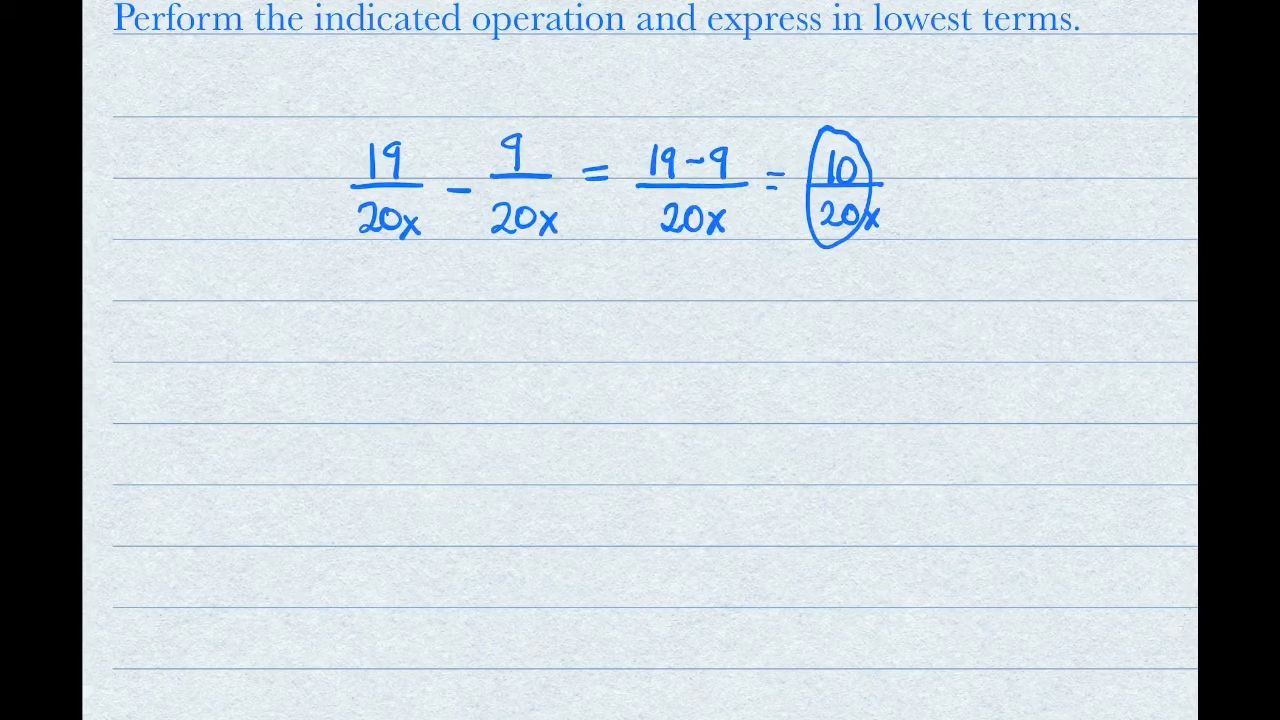 Perform the indicated operation and express in lowest terms.
19/20x - 9/20x = 19-9/20x = 10/20x